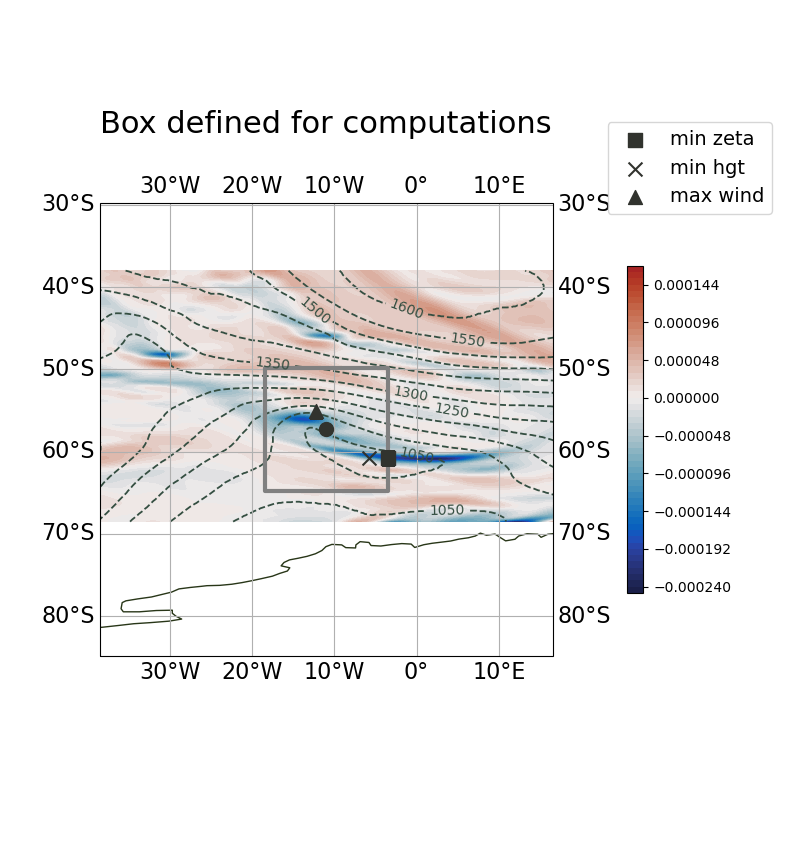 Box defined for computations
min zeta
min hgt
max wind
30°W 20°W 10°W 0° 10°E
30°S 30°S
40°S 40°S
50°S 50°S
60°S 60°S
70°S 70°S
80°S 80°S
30°W 20°W 10°W 0° 10°E
1500
1600
1550
1350
1300
1250
1050
1050
0.000144
0.000096
0.000048
0.000000
−0.000048
−0.000096
−0.000144
−0.000192
−0.000240